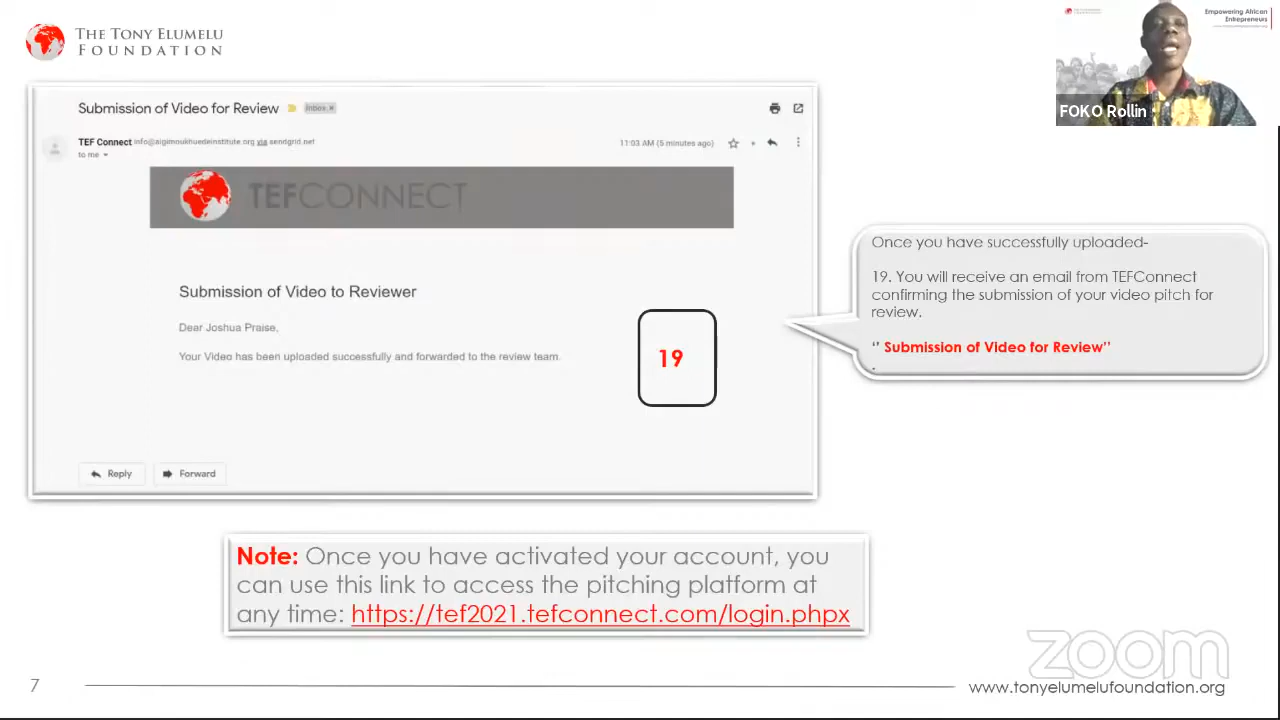 THE TONY ELUMELU
FOUNDATION
Empowering African
Entrepreneurs
FOKO Rollin
Submission of Video for Review
Inbox x
TEF Connect info@aigimoukhuedeinstitute.org via sendgrid.net
to me
11:03 AM (5 minutes ago)
TEFCONNECT
Submission of Video to Reviewer
Dear Joshua Praise,
Your Video has been uploaded successfully and forwarded to the review team.
19
Reply
Forward
Once you have successfully uploaded-
19. You will receive an email from TEFConnect
confirming the submission of your video pitch for
review.
‘’ Submission of Video for Review’’
.
Note: Once you have activated your account, you
can use this link to access the pitching platform at
any time: https://tef2021.tefconnect.com/login.phpx
zoom
7
www.tonyelumelufoundation.org